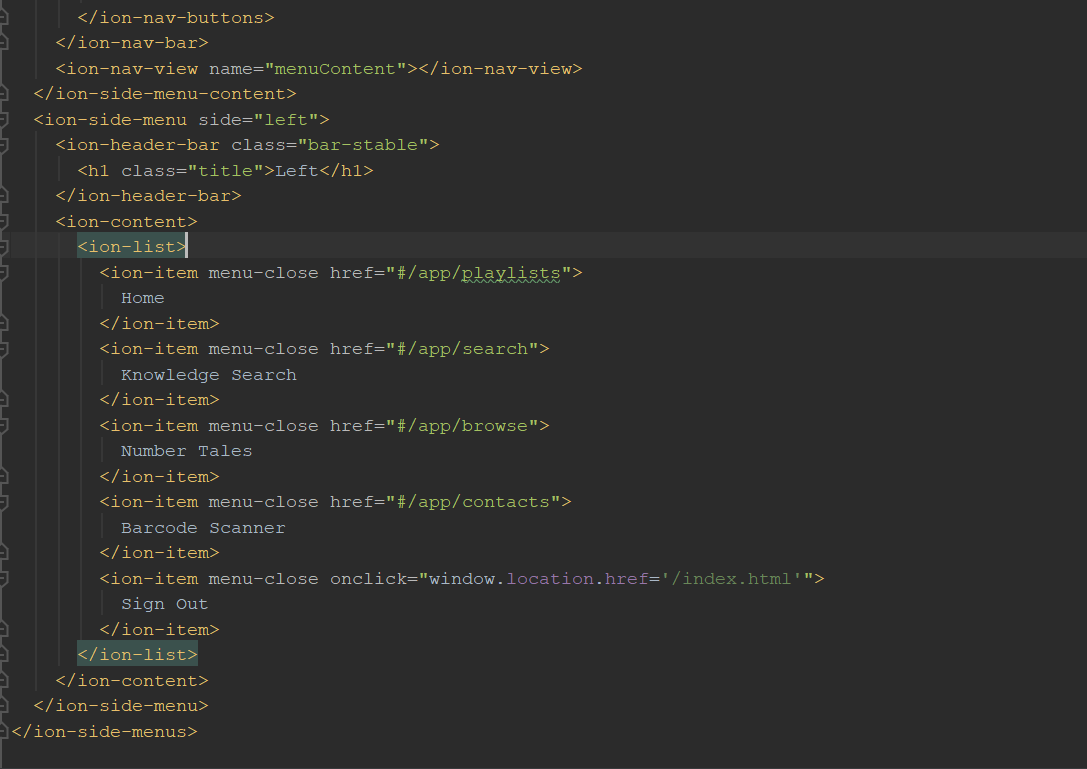 </ion-nav-buttons>
</ion-nav-bar>
<ion-nav-view name="menuContent"></ion-nav-view>
</ion-side-menu-content>
<ion-side-menu side="left">
<ion-header-bar class="bar-stable">
<h1 class="title">Left</h1>
</ion-header-bar>
<ion-content>
<ion-list>
<ion-item menu-close href="#/app/playlists">
Home
</ion-item>
<ion-item menu-close href="#/app/search">
Knowledge Search
</ion-item>
<ion-item menu-close href="#/app/browse">
Number Tales
</ion-item>
<ion-item menu-close href="#/app/contacts">
Barcode Scanner
</ion-item>
<ion-item menu-close onclick="window.location.href='/index.html'">
Sign Out
</ion-item>
</ion-list>
</ion-content>
</ion-side-menu>
</ion-side-menus>